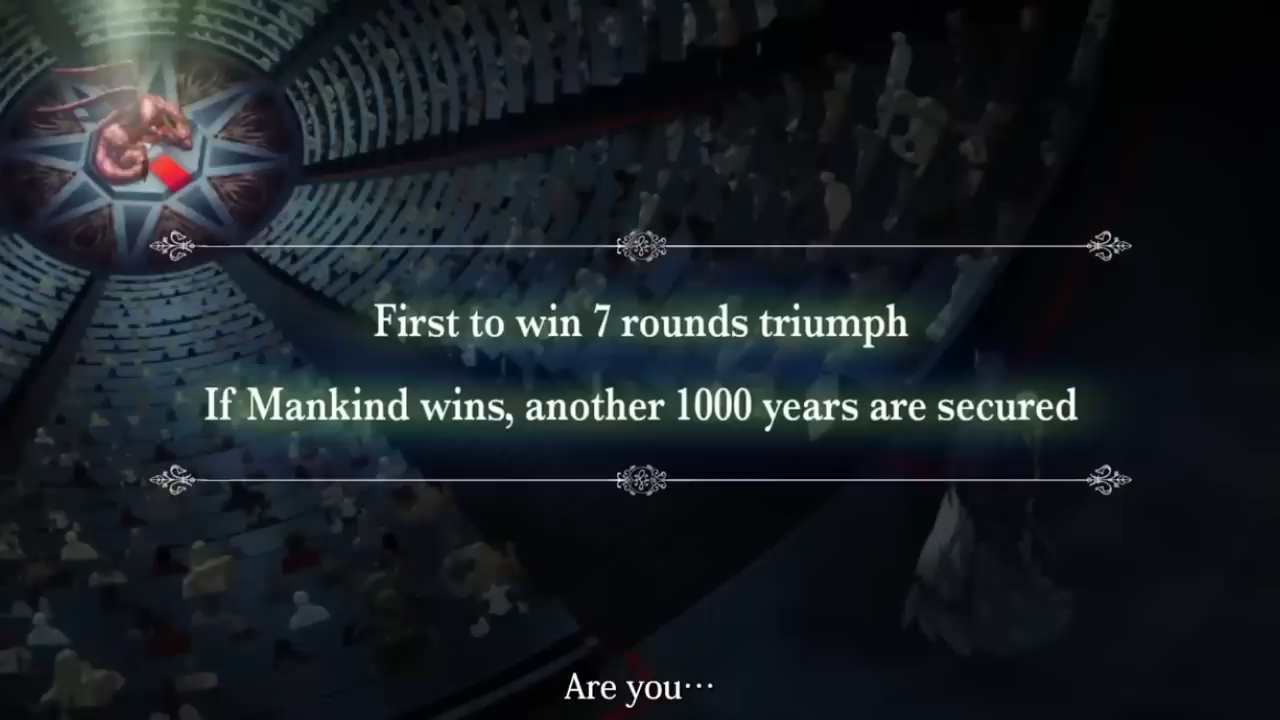 First to win 7 rounds triumph
If Mankind wins, another 1000 years are secured
Are you…